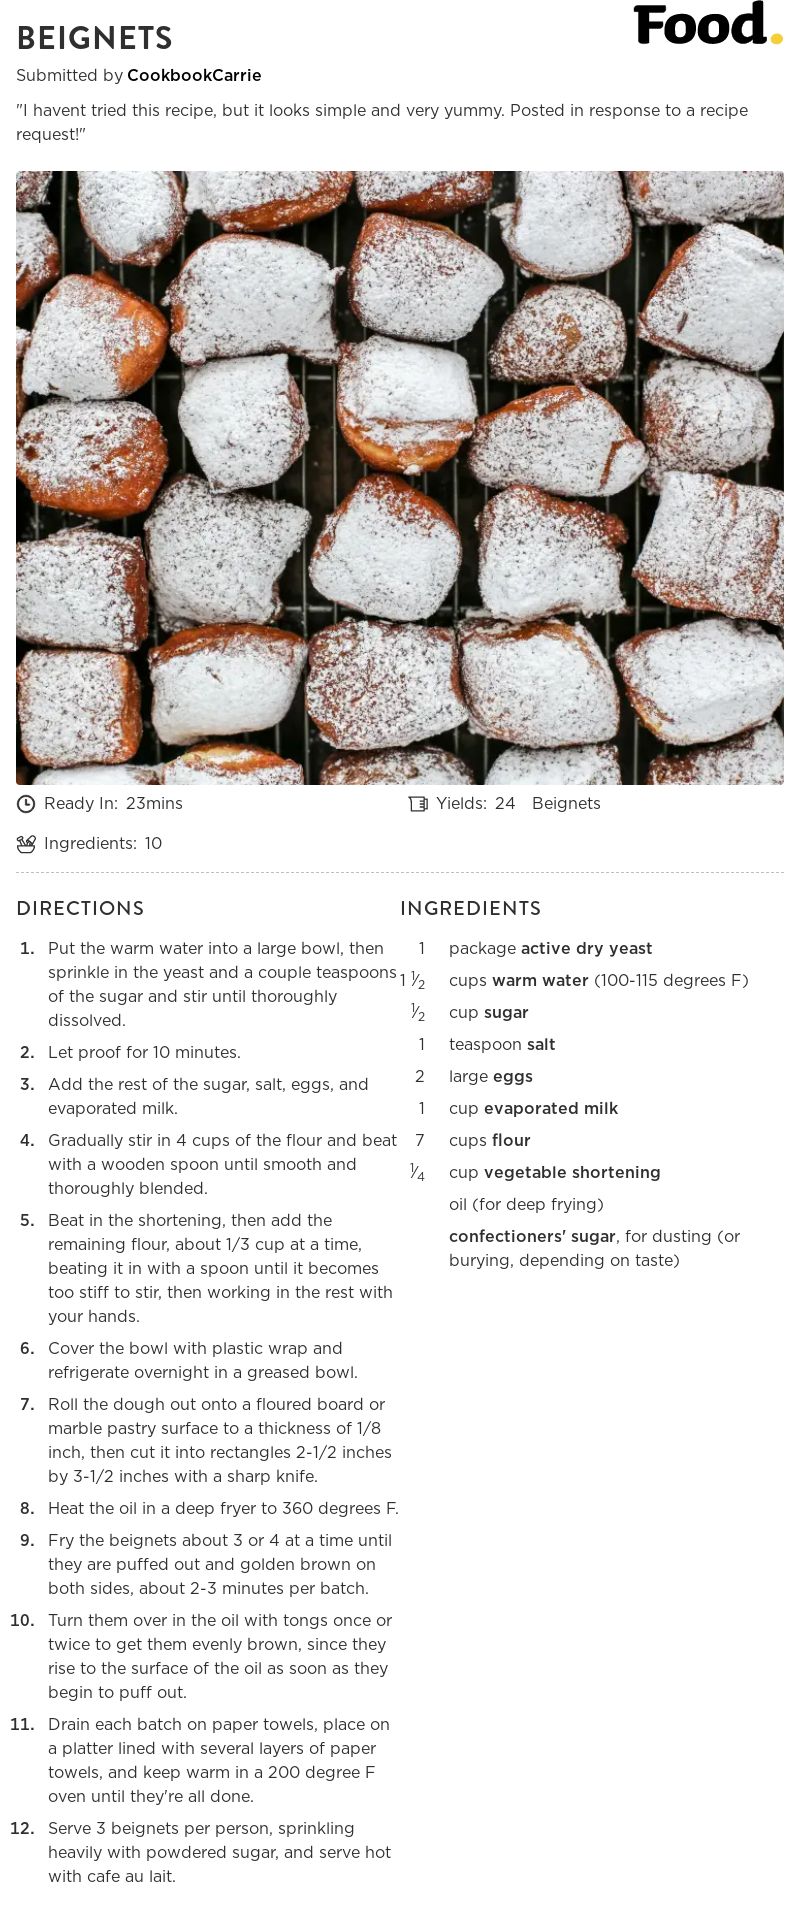 BEIGNETS
Food.
Submitted by CookbookCarrie
"I havent tried this recipe, but it looks simple and very yummy. Posted in response to a recipe
request!"
Ready In: 23mins
Yields: 24 Beignets
Ingredients: 10
DIRECTIONS
1. Put the warm water into a large bowl, then
sprinkle in the yeast and a couple teaspoons
of the sugar and stir until thoroughly
dissolved.
2. Let proof for 10 minutes.
3. Add the rest of the sugar, salt, eggs, and
evaporated milk.
4. Gradually stir in 4 cups of the flour and beat
with a wooden spoon until smooth and
thoroughly blended.
5. Beat in the shortening, then add the
remaining flour, about 1/3 cup at a time,
beating it in with a spoon until it becomes
too stiff to stir, then working in the rest with
your hands.
6. Cover the bowl with plastic wrap and
refrigerate overnight in a greased bowl.
7. Roll the dough out onto a floured board or
marble pastry surface to a thickness of 1/8
inch, then cut it into rectangles 2-1/2 inches
by 3-1/2 inches with a sharp knife.
8. Heat the oil in a deep fryer to 360 degrees F.
9. Fry the beignets about 3 or 4 at a time until
they are puffed out and golden brown on
both sides, about 2-3 minutes per batch.
10. Turn them over in the oil with tongs once or
twice to get them evenly brown, since they
rise to the surface of the oil as soon as they
begin to puff out.
11. Drain each batch on paper towels, place on
a platter lined with several layers of paper
towels, and keep warm in a 200 degree F
oven until they're all done.
12. Serve 3 beignets per person, sprinkling
heavily with powdered sugar, and serve hot
with cafe au lait.
INGREDIENTS
1 package active dry yeast
1 1⁄2 cups warm water (100-115 degrees F)
1⁄2 cup sugar
1 teaspoon salt
2 large eggs
1 cup evaporated milk
7 cups flour
1⁄4 cup vegetable shortening
oil (for deep frying)
confectioners' sugar, for dusting (or
burying, depending on taste)